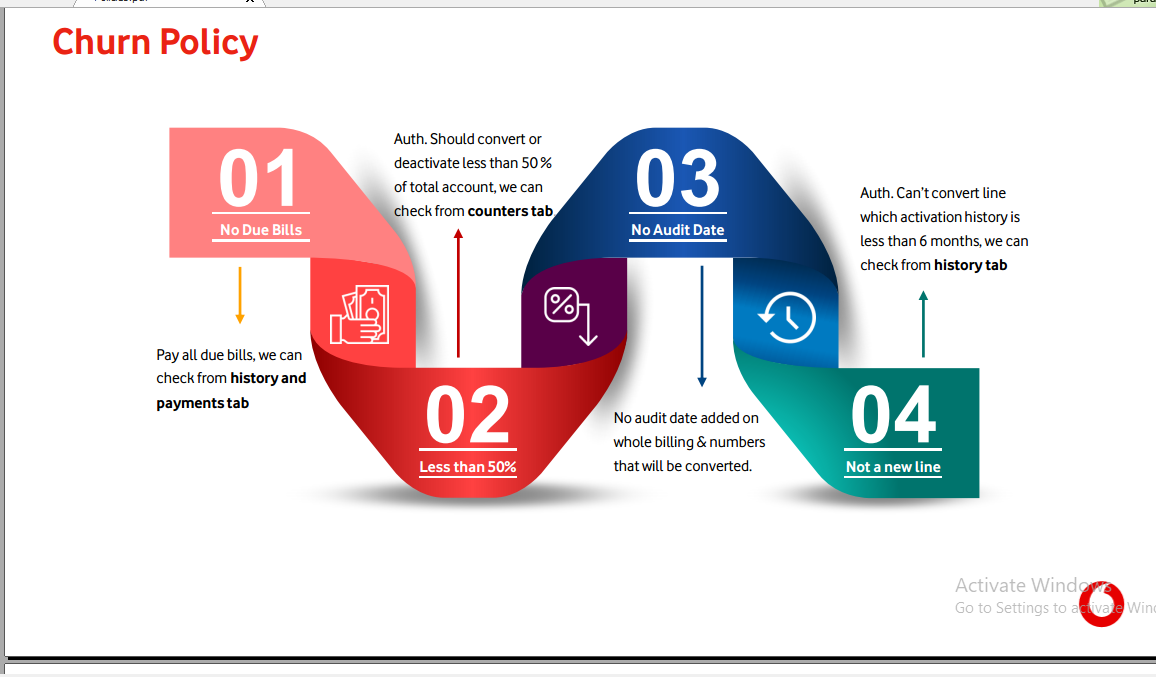 Churn Policy
01
No Due Bills
Pay all due bills, we can
check from history and
payments tab
Auth. Should convert or
deactivate less than 50 %
of total account, we can
check from counters tab
02
Less than 50%
03
No Audit Date
No audit date added on
whole billing & numbers
that will be converted.
Auth. Can't convert line
which activation history is
less than 6 months, we can
check from history tab
04
Not a new line
Activate Windows
Go to Settings to activate